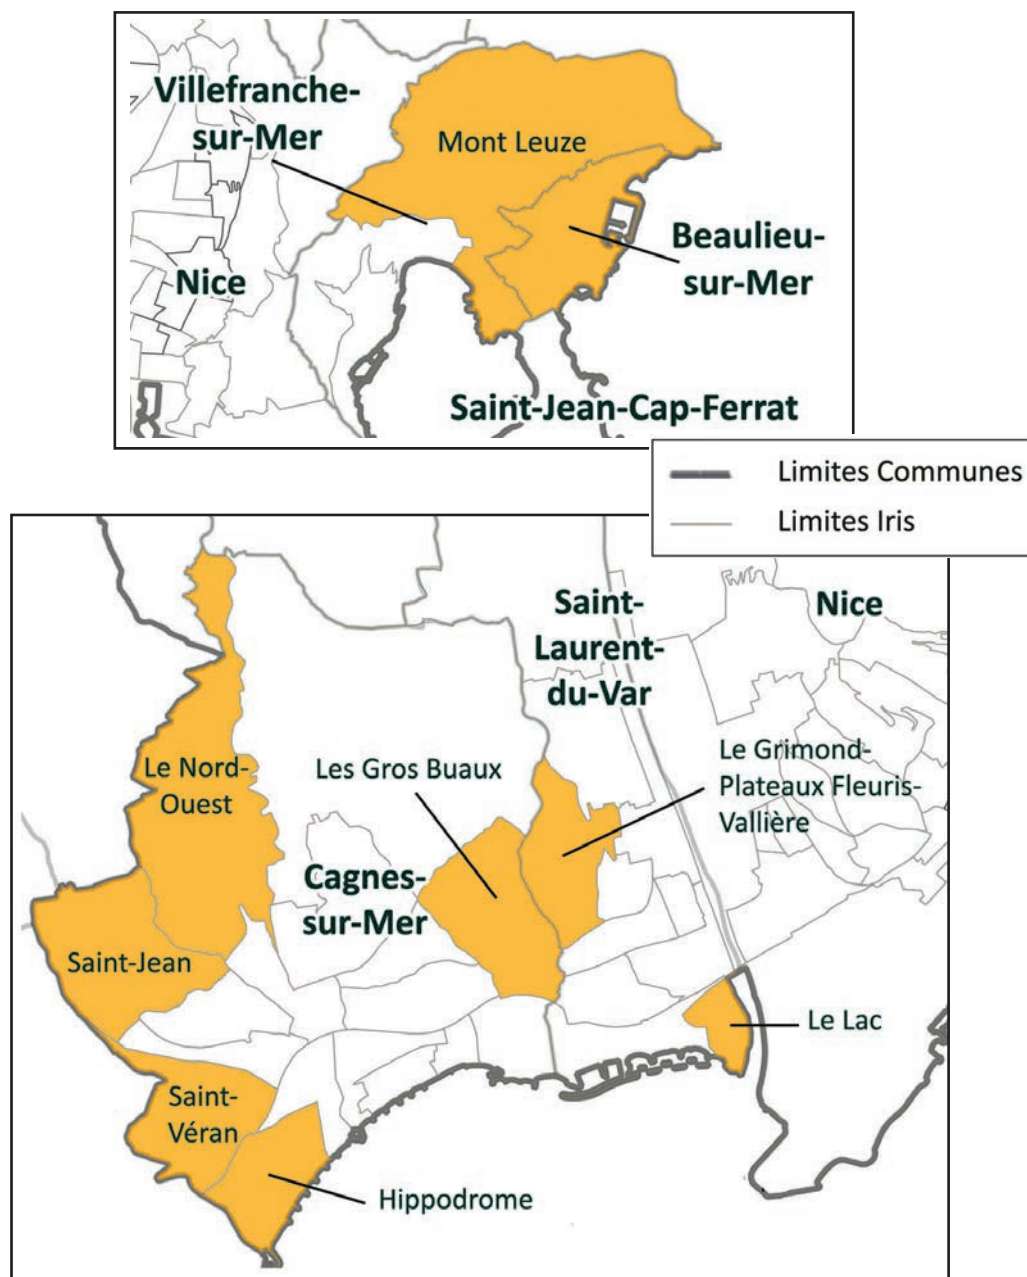 Villefranche-
sur-Mer
Mont Leuze
Beaulieu-
sur-Mer
Nice
Saint-Jean-Cap-Ferrat
Limites Communes
Limites Iris
Saint-
Laurent-
du-Var
Nice
Le Nord-
Ouest
Les Gros Buaux
Le Grimond-
Plateaux Fleuris-
Vallière
Cagnes-
sur-Mer
Saint-Jean
Le Lac
Saint-
Véran
Hippodrome